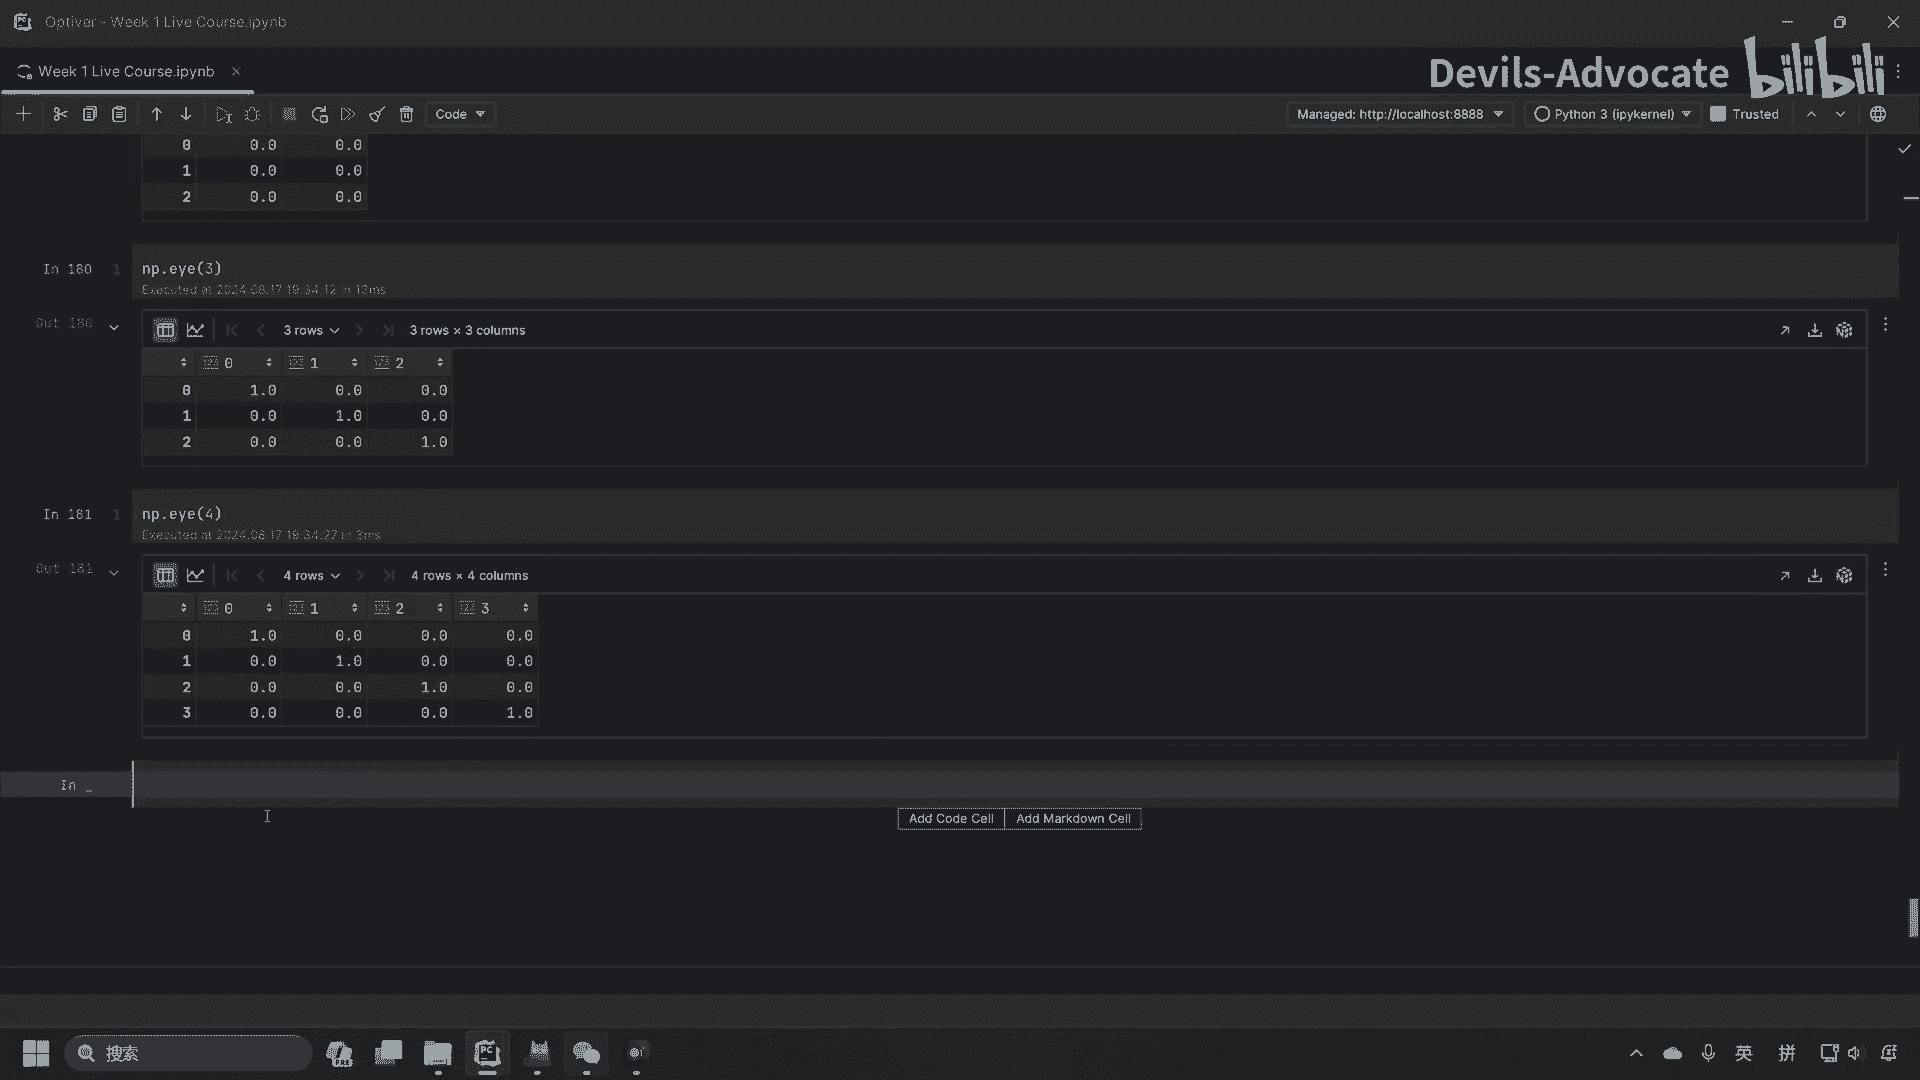 Optiver - Week 1 Live Course.ipynb
Week 1 Live Course.ipynb
Devils-Advocate bilibili
Code
Managed: http://localhost:8888
Python 3 (ipykernel)
Trusted
0 0.0 0.0
1 0.0 0.0
2 0.0 0.0
In 180 1 np.eye(3)
Executed at 2024.08.17 19:34:12 in 13ms
Out 180 3 rows 3 rows × 3 columns
0 1 2
0 1.0 0.0 0.0
1 0.0 1.0 0.0
2 0.0 0.0 1.0
In 181 1 np.eye(4)
Executed at 2024.08.17 19:34:27 in 3ms
Out 181 4 rows 4 rows × 4 columns
0 1 2 3
0 1.0 0.0 0.0 0.0
1 0.0 1.0 0.0 0.0
2 0.0 0.0 1.0 0.0
3 0.0 0.0 0.0 1.0
In _
Add Code Cell Add Markdown Cell
搜索 英 拼